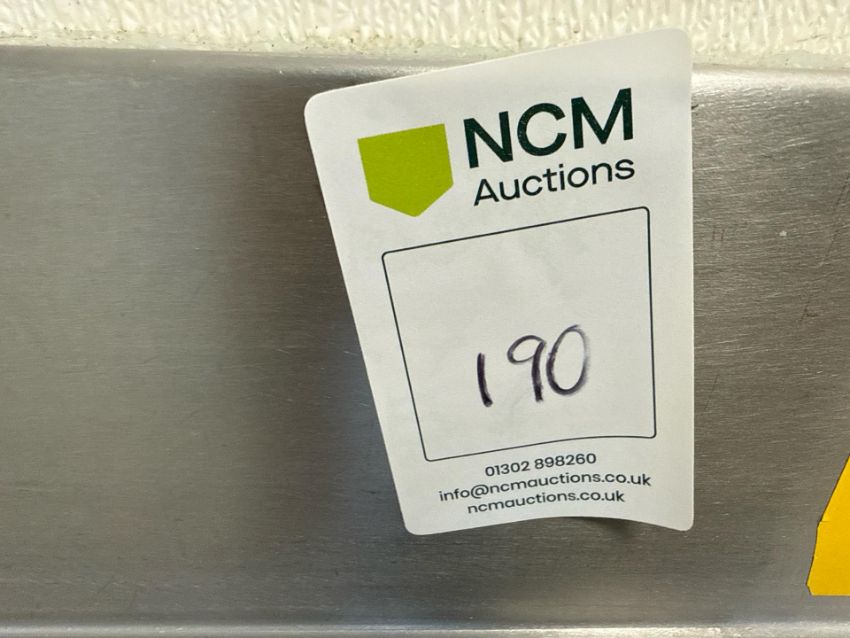 NCM
Auctions
190
01302 898260
info@ncmauctions.co.uk
ncmauctions.co.uk